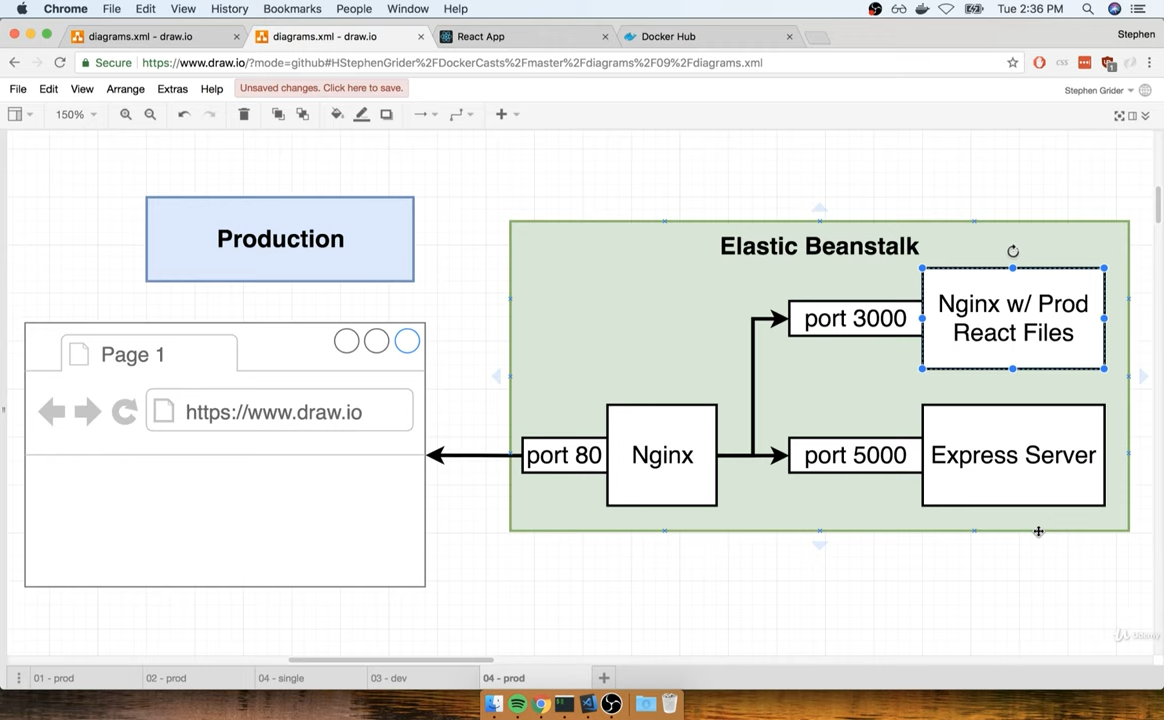 Chrome File Edit View History Bookmarks People Window Help Tue 2:36 PM
diagrams.xml - draw.io × diagrams.xml - draw.io × React App × Docker Hub × Stephen
Secure https://www.draw.io/?mode=github#HStephenGrider%2FDockerCasts%2Fmaster%2Fdiagrams%2F09%2Fdiagrams.xml
File Edit View Arrange Extras Help Unsaved changes. Click here to save. Stephen Grider
150%
Production
Elastic Beanstalk
Nginx w/ Prod
React Files
port 3000
Page 1
https://www.draw.io
port 80
Nginx
port 5000
Express Server
Udemy
01 - prod 02 - prod 04 - single 03 - dev 04 - prod